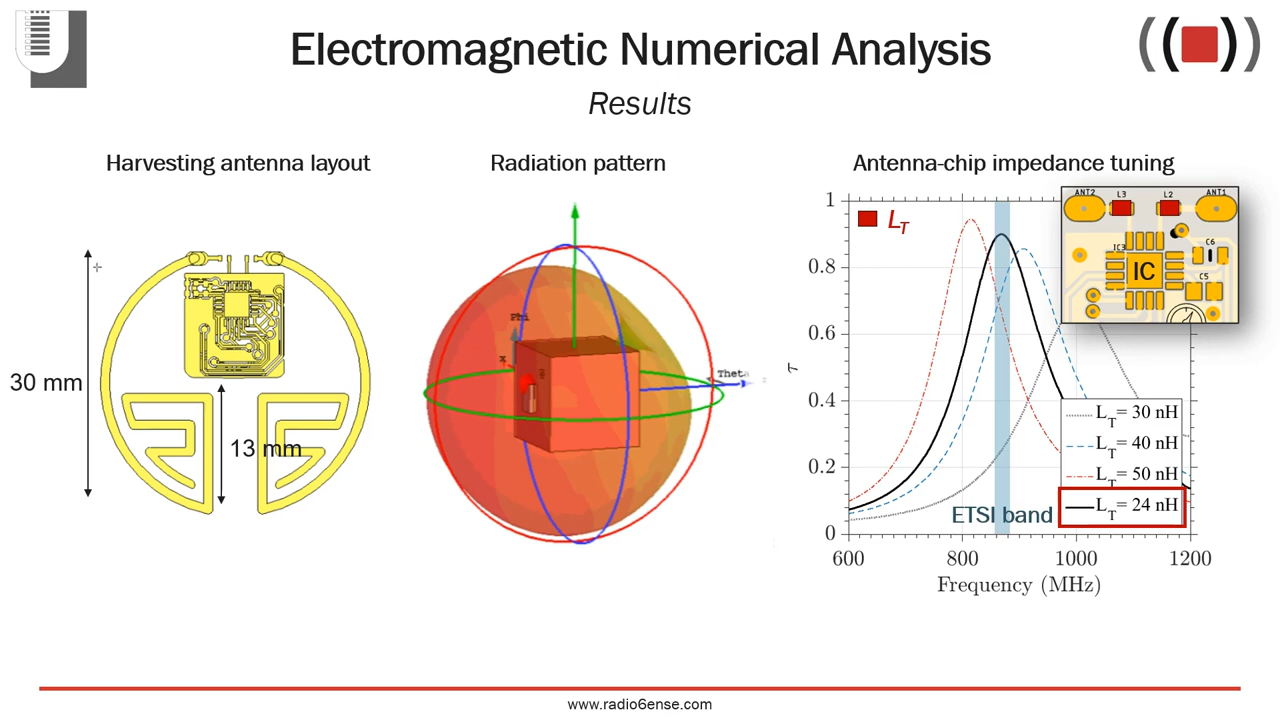 Electromagnetic Numerical Analysis
Results
Harvesting antenna layout
30 mm
13 mm
Radiation pattern
Phi
X
Theta
Antenna-chip impedance tuning
L_T
ANT2
L3
L2
ANT1
IC3
IC
C6
C5
1
0.8
0.6
0.4
0.2
0
τ
L_T= 30 nH
L_T= 40 nH
L_T= 50 nH
L_T= 24 nH
ETSI band
600
800
1000
1200
Frequency (MHz)
www.radio6ense.com